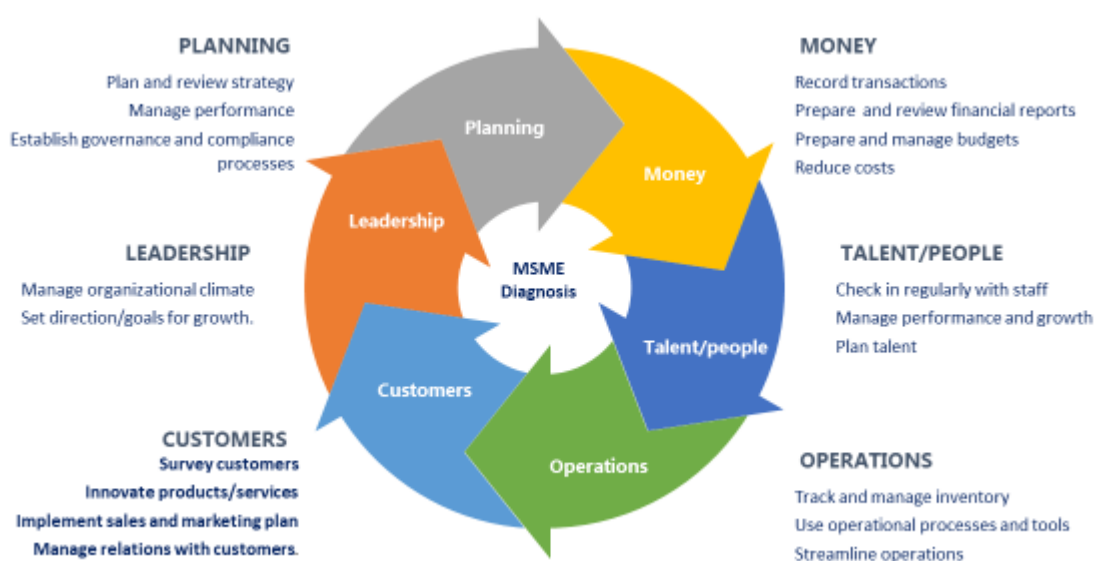 PLANNING
Plan and review strategy
Manage performance
Establish governance and compliance
processes
MONEY
Record transactions
Prepare and review financial reports
Prepare and manage budgets
Reduce costs
Planning
Money
Leadership
MSME
Diagnosis
Talent/people
Customers
Operations
LEADERSHIP
Manage organizational climate
Set direction/goals for growth.
TALENT/PEOPLE
Check in regularly with staff
Manage performance and growth
Plan talent
CUSTOMERS
Survey customers
Innovate products/services
Implement sales and marketing plan
Manage relations with customers.
OPERATIONS
Track and manage inventory
Use operational processes and tools
Streamline operations